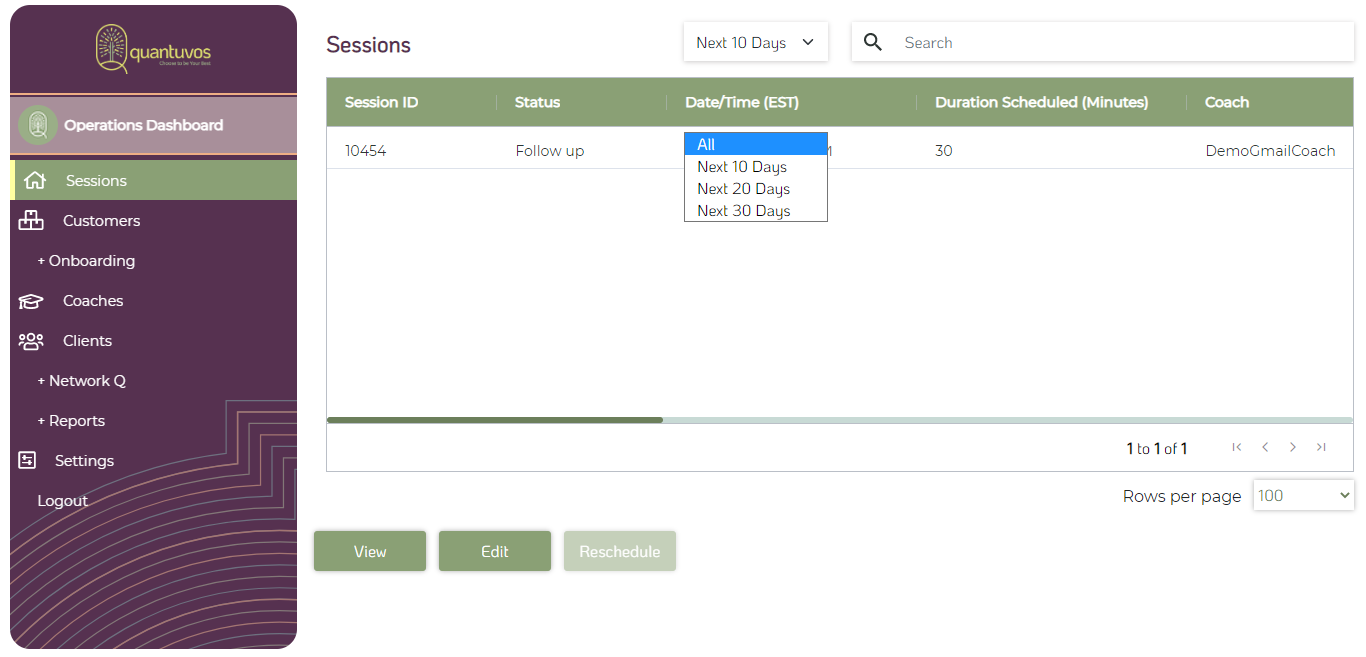 quantuvos
Choose to be Your Best
Operations Dashboard
Sessions
Customers
+ Onboarding
Coaches
Clients
+ Network Q
+ Reports
Settings
Logout
Sessions
Next 10 Days
Search
Session ID Status Date/Time (EST) Duration Scheduled (Minutes) Coach
10454 Follow up 30 DemoGmailCoach
All
Next 10 Days
Next 20 Days
Next 30 Days
1 to 1 of 1
Rows per page 100
View Edit Reschedule